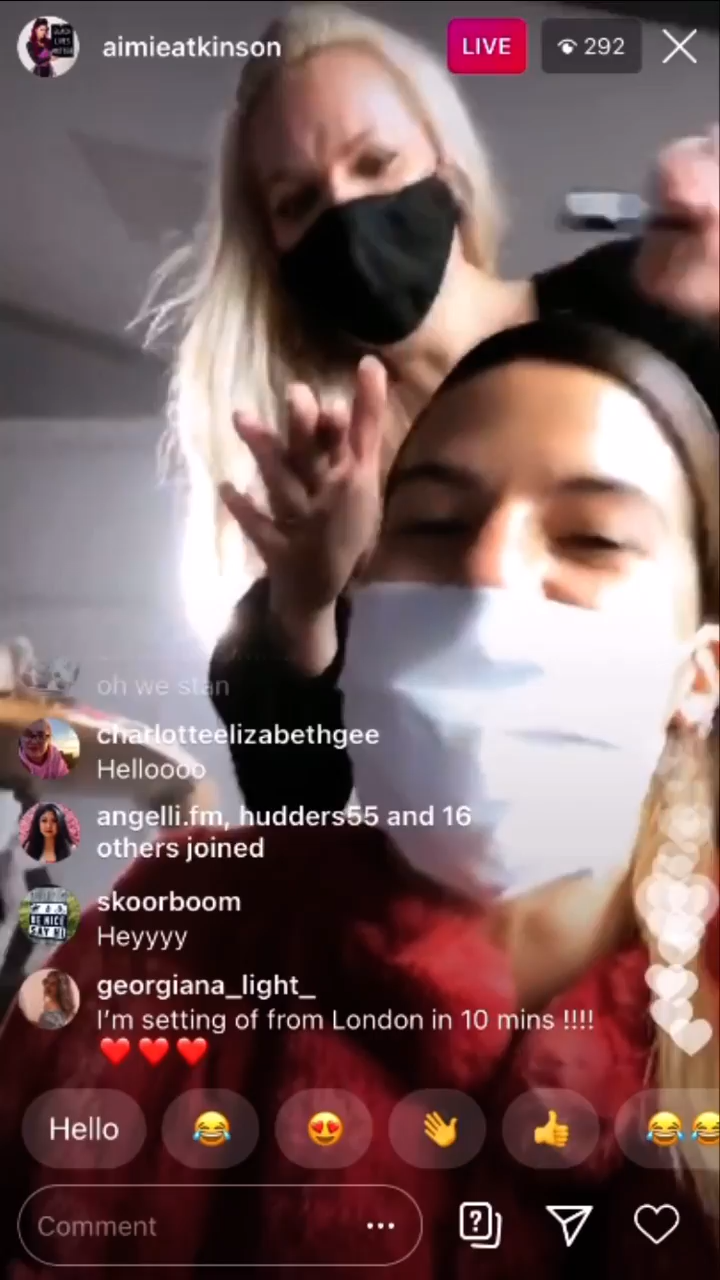 aimieatkinson
LIVE
292
oh we stan
charlotteelizabethgee
Helloooo
angelli.fm, hudders55 and 16
others joined
skoorboom
Heyyyy
georgiana_light_
I'm setting of from London in 10 mins !!!!
❤️❤️❤️
Hello
Comment